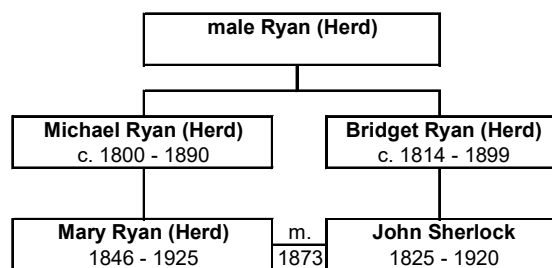 male Ryan (Herd)
Michael Ryan (Herd)
c. 1800 - 1890
Bridget Ryan (Herd)
c. 1814 - 1899
Mary Ryan (Herd)
1846 - 1925
m.
1873
John Sherlock
1825 - 1920